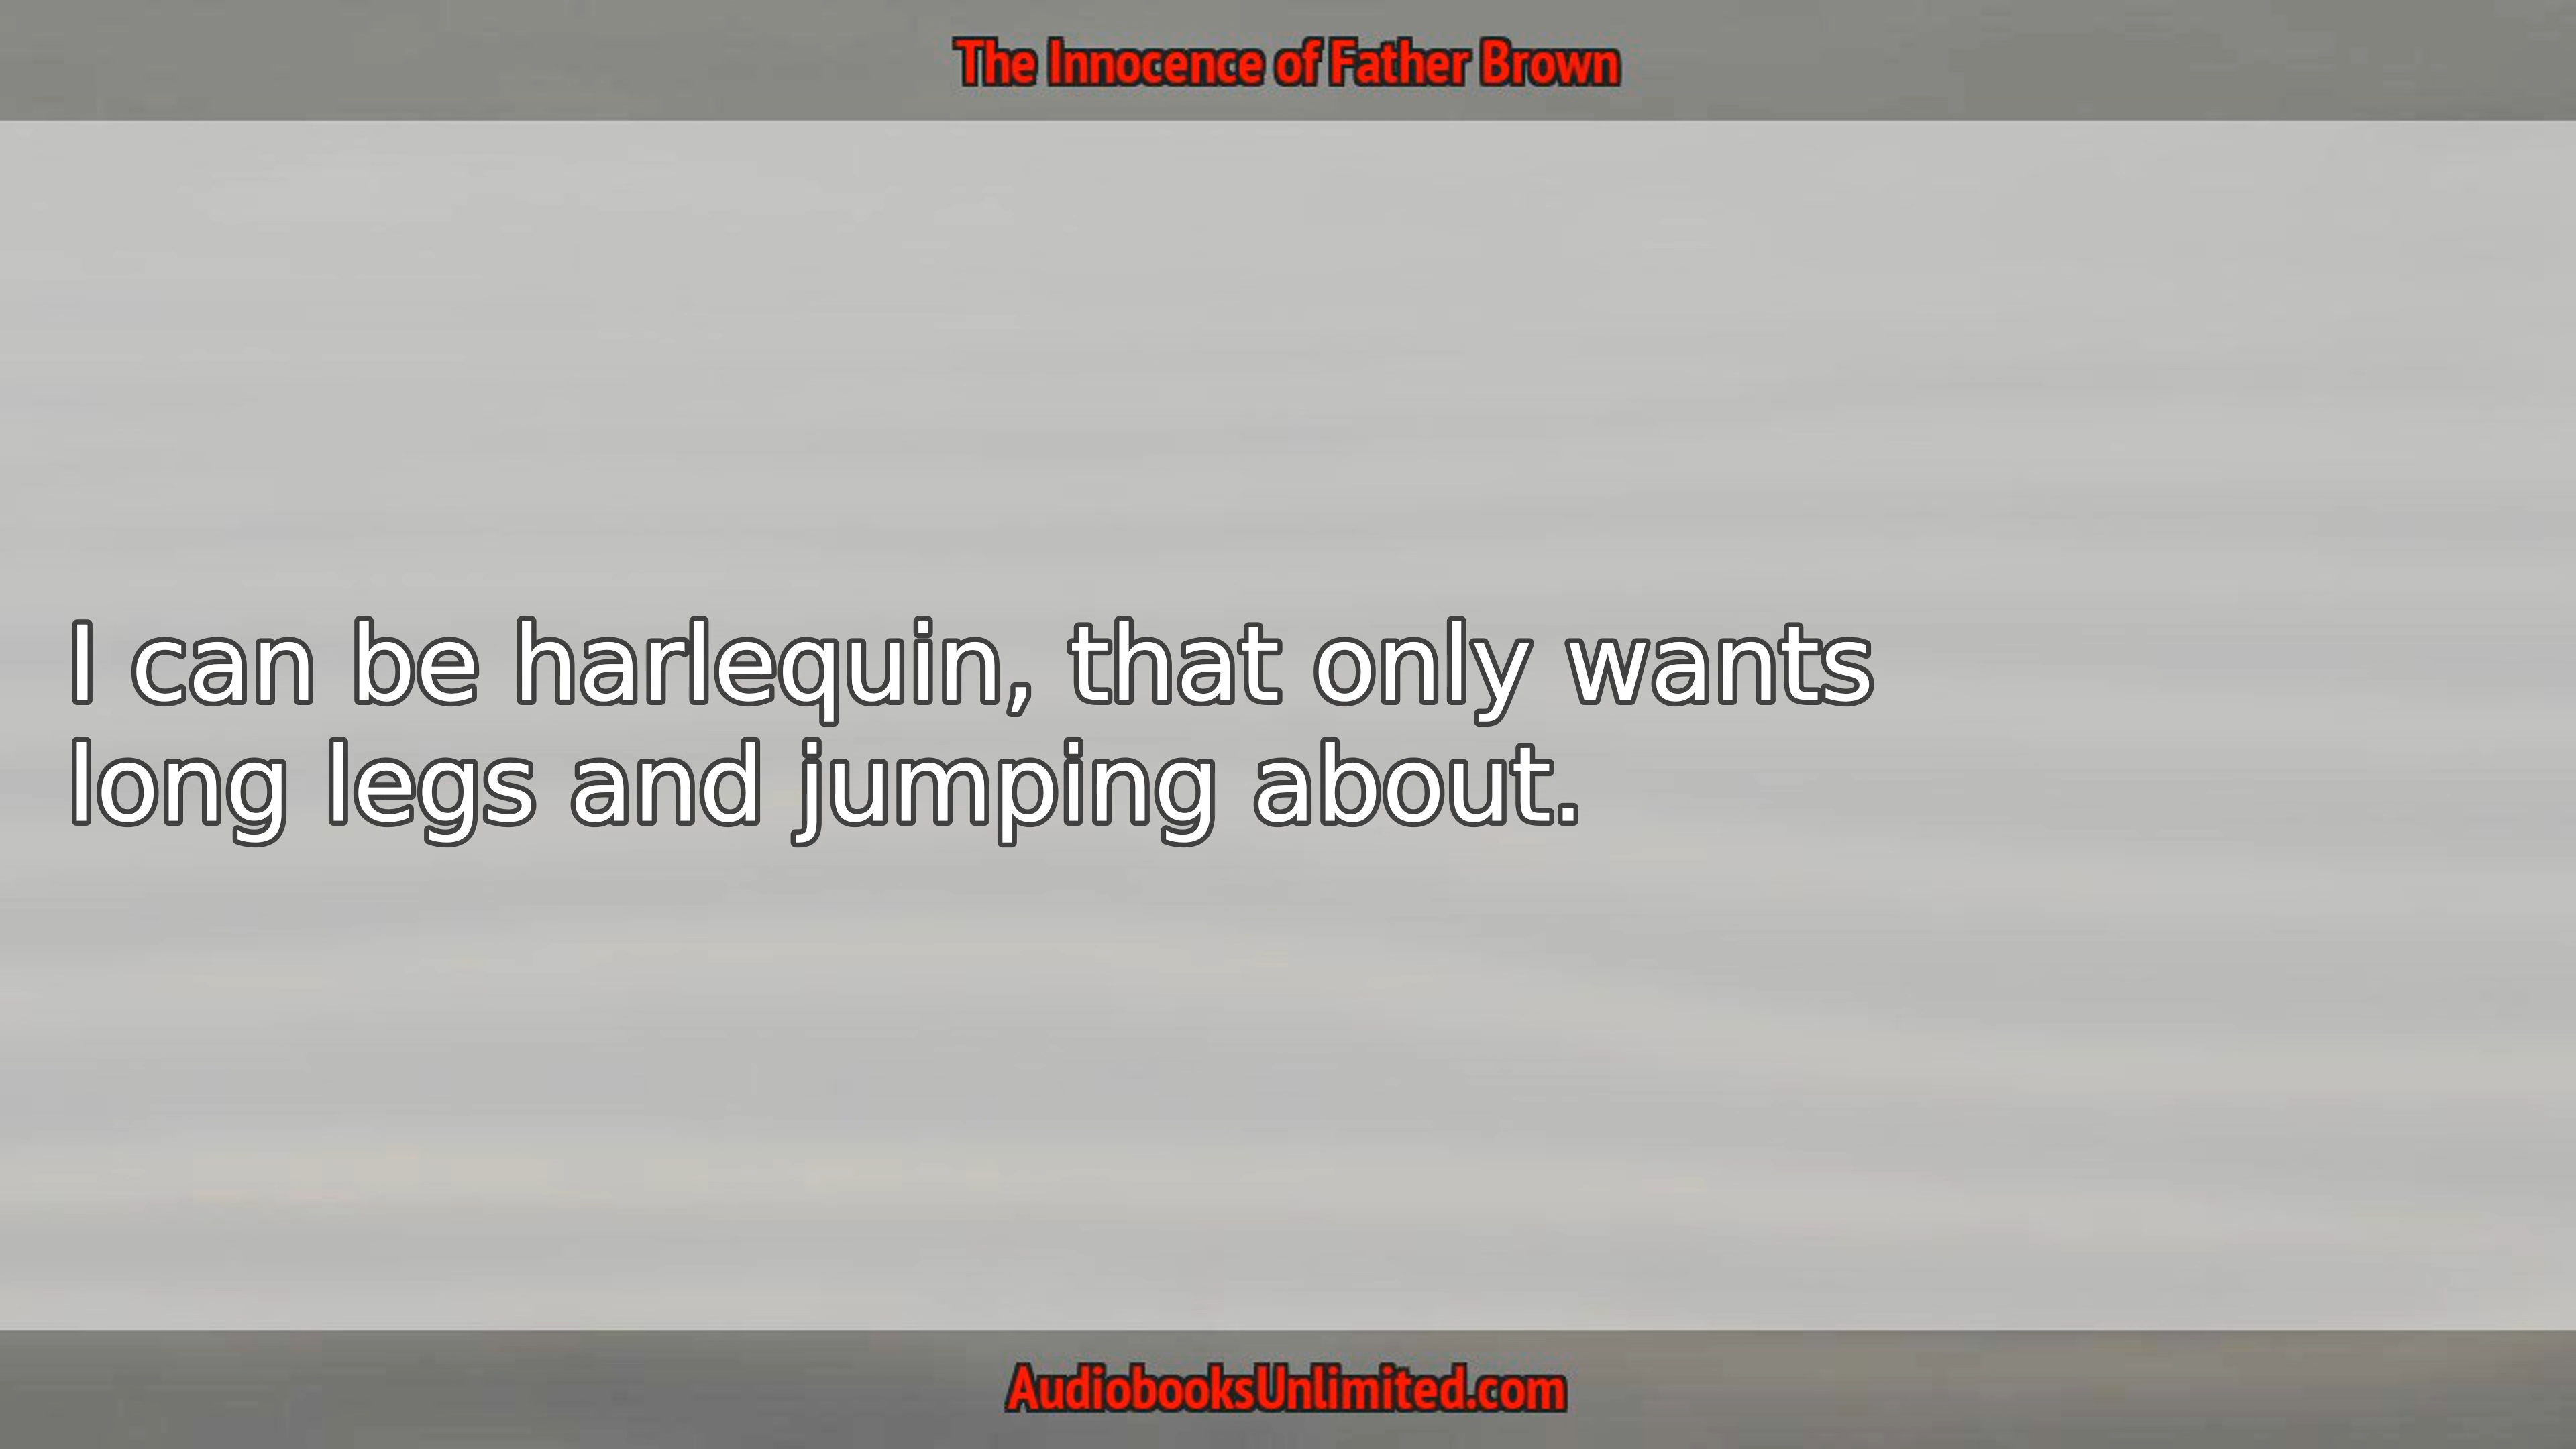 The Innocence of Father Brown
I can be harlequin, that only wants
long legs and jumping about.
AudiobooksUnlimited.com